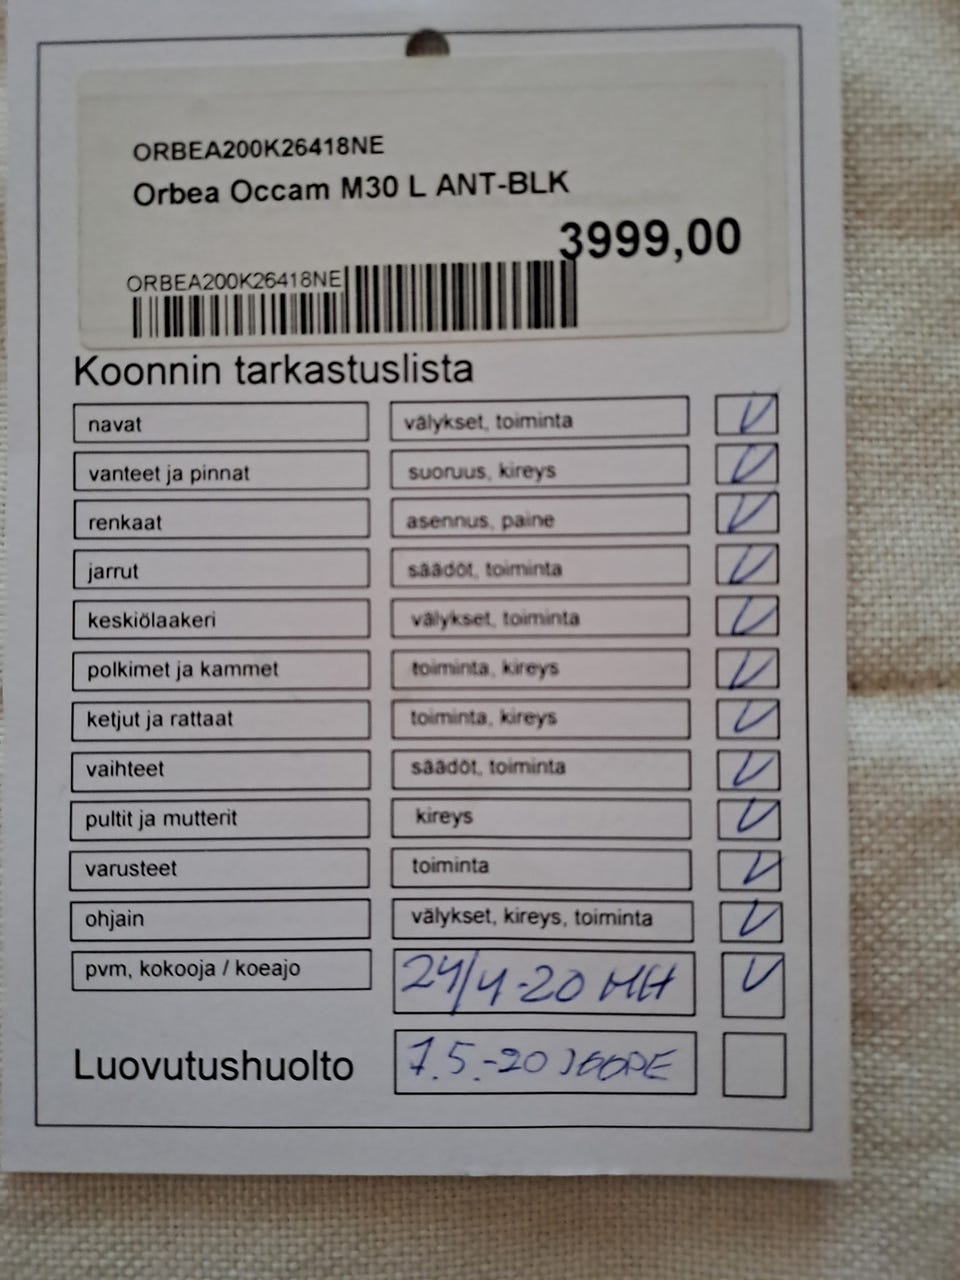 ORBEA200K26418NE
Orbea Occam M30 L ANT-BLK
3999,00
ORBEA200K26418NE
Koonnin tarkastuslista
navat välykset, toiminta V
vanteet ja pinnat suoruus, kireys V
renkaat asennus, paine V
jarrut säädöt, toiminta V
keskiölaakeri välykset, toiminta V
polkimet ja kammet toiminta, kireys V
ketjut ja rattaat toiminta, kireys V
vaihteet säädöt, toiminta V
pultit ja mutterit kireys V
varusteet toiminta V
ohjain välykset, kireys, toiminta V
pvm, kokooja / koeajo 24/4-20 MH V
Luovutushuolto 7.5.-20 JOOPE